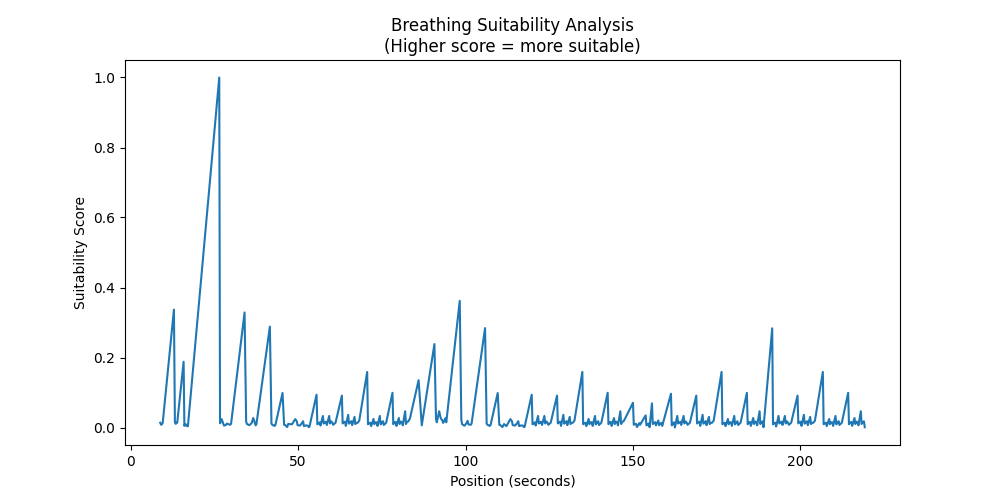 Breathing Suitability Analysis
(Higher score = more suitable)
1.0
0.8
0.6
0.4
0.2
0.0
Suitability Score
0 50 100 150 200
Position (seconds)